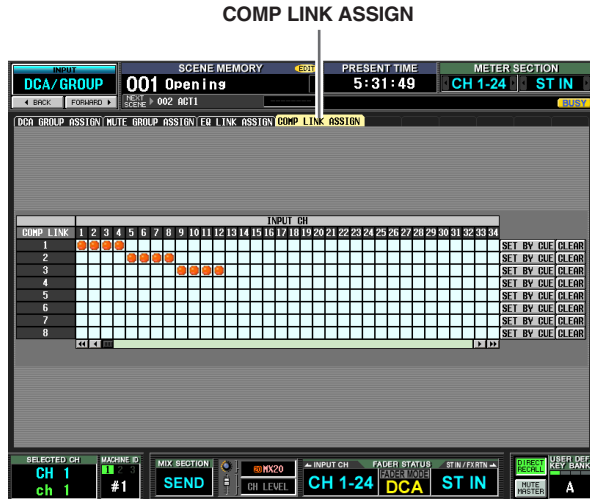 COMP LINK ASSIGN
INPUT SCENE MEMORY EDIT PRESENT TIME METER SECTION
DCA/GROUP 001 Opening 5:31:49 CH 1-24 ST IN
BACK FORWARD NEXT SCENE 002 ACT1 BUSY
DCA GROUP ASSIGN MUTE GROUP ASSIGN EQ LINK ASSIGN COMP LINK ASSIGN
INPUT CH
COMP LINK 1 2 3 4 5 6 7 8 9 10 11 12 13 14 15 16 17 18 19 20 21 22 23 24 25 26 27 28 29 30 31 32 33 34
1 SET BY CUE CLEAR
2 SET BY CUE CLEAR
3 SET BY CUE CLEAR
4 SET BY CUE CLEAR
5 SET BY CUE CLEAR
6 SET BY CUE CLEAR
7 SET BY CUE CLEAR
8 SET BY CUE CLEAR
SELECTED CH MACHINE ID MIX SECTION INPUT CH FADER STATUS ST IN/FXRTN DIRECT RECALL USER DEF KEY BANK
CH 1 1 2 3 SEND MX20 CH 1-24 FADER MODE ST IN
ch 1 #1 CH LEVEL DCA MUTE MASTER A